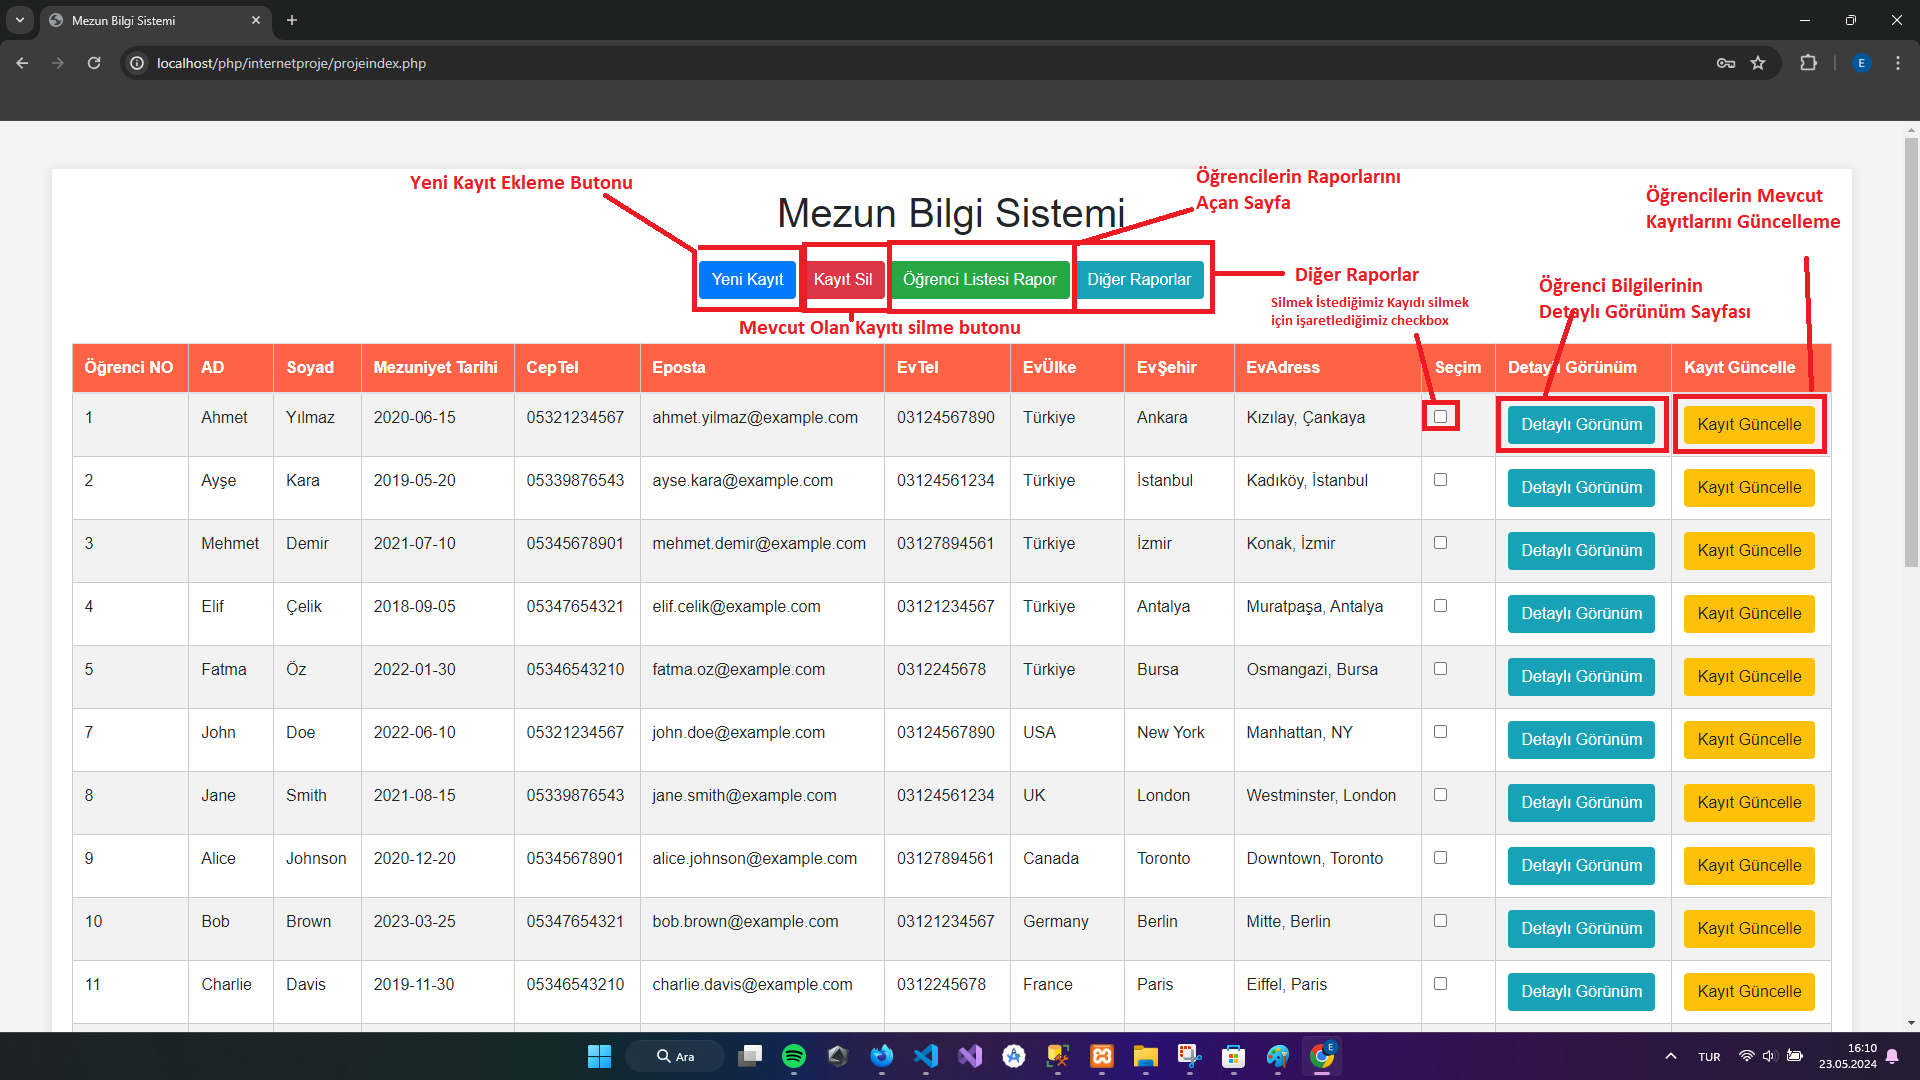 Mezun Bilgi Sistemi
localhost/php/internetproje/projeindex.php
E
Yeni Kayıt Ekleme Butonu
Öğrencilerin Raporlarını
Açan Sayfa
Öğrencilerin Mevcut
Kayıtlarını Güncelleme
Mezun Bilgi Sistemi
Yeni Kayıt Kayıt Sil Öğrenci Listesi Rapor Diğer Raporlar
Diğer Raporlar
Öğrenci Bilgilerinin
Detaylı Görünüm Sayfası
Silmek İstediğimiz Kayıdı silmek
için işaretlediğimiz checkbox
Mevcut Olan Kayıtı silme butonu
Öğrenci NO AD Soyad Mezuniyet Tarihi CepTel Eposta EvTel EvÜlke EvŞehir EvAdress Seçim Detaylı Görünüm Kayıt Güncelle
1 Ahmet Yılmaz 2020-06-15 05321234567 ahmet.yilmaz@example.com 03124567890 Türkiye Ankara Kızılay, Çankaya Detaylı Görünüm Kayıt Güncelle
2 Ayşe Kara 2019-05-20 05339876543 ayse.kara@example.com 03124561234 Türkiye İstanbul Kadıköy, İstanbul Detaylı Görünüm Kayıt Güncelle
3 Mehmet Demir 2021-07-10 05345678901 mehmet.demir@example.com 03127894561 Türkiye İzmir Konak, İzmir Detaylı Görünüm Kayıt Güncelle
4 Elif Çelik 2018-09-05 05347654321 elif.celik@example.com 03121234567 Türkiye Antalya Muratpaşa, Antalya Detaylı Görünüm Kayıt Güncelle
5 Fatma Öz 2022-01-30 05346543210 fatma.oz@example.com 0312245678 Türkiye Bursa Osmangazi, Bursa Detaylı Görünüm Kayıt Güncelle
7 John Doe 2022-06-10 05321234567 john.doe@example.com 03124567890 USA New York Manhattan, NY Detaylı Görünüm Kayıt Güncelle
8 Jane Smith 2021-08-15 05339876543 jane.smith@example.com 03124561234 UK London Westminster, London Detaylı Görünüm Kayıt Güncelle
9 Alice Johnson 2020-12-20 05345678901 alice.johnson@example.com 03127894561 Canada Toronto Downtown, Toronto Detaylı Görünüm Kayıt Güncelle
10 Bob Brown 2023-03-25 05347654321 bob.brown@example.com 03121234567 Germany Berlin Mitte, Berlin Detaylı Görünüm Kayıt Güncelle
11 Charlie Davis 2019-11-30 05346543210 charlie.davis@example.com 0312245678 France Paris Eiffel, Paris Detaylı Görünüm Kayıt Güncelle
Ara
E
TUR
16:10
23.05.2024